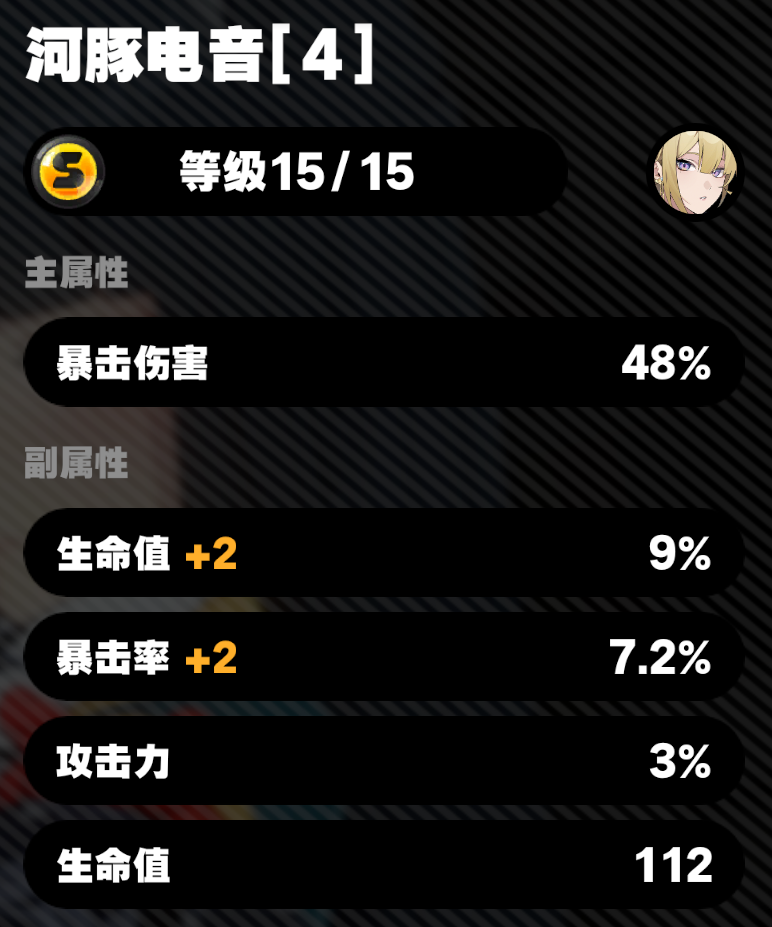 河豚电音[4]
S 等级15/15
主属性
暴击伤害 48%
副属性
生命值 +2 9%
暴击率 +2 7.2%
攻击力 3%
生命值 112